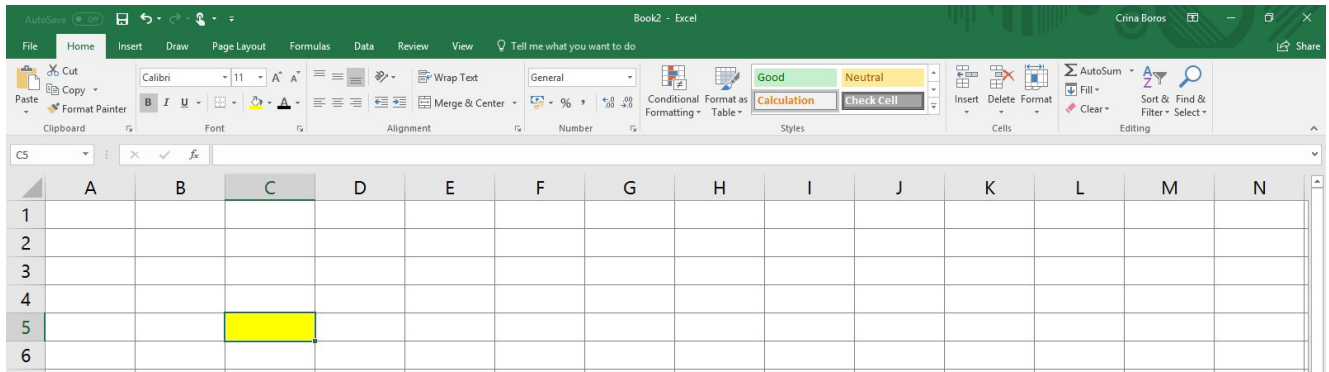 AutoSave Off Book2 - Excel Crina Boros
File Home Insert Draw Page Layout Formulas Data Review View Tell me what you want to do Share
Paste
Cut
Copy
Format Painter
Clipboard
Calibri 11 A A
B I U A
Font
Wrap Text
Merge & Center
Alignment
General
% , .00 .0
Number
Conditional Formatting
Format as Table
Good Neutral
Calculation Check Cell
Styles
Insert Delete Format
Cells
AutoSum
Fill
Clear
Sort & Filter
Find & Select
Editing
C5 fx
A B C D E F G H I J K L M N
1
2
3
4
5
6